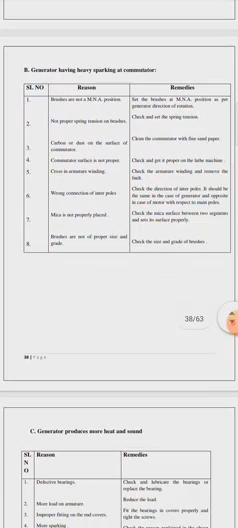 B. Generator having heavy sparking at commutator:
SL NO Reason Remedies
1. Brushes are not a M.N.A. position. Set the brushes at M.N.A. position as per
generator direction of rotation.
2. Not proper spring tension on brushes. Check and set the spring tension.
3. Carbon or dust on the surface of
commutator. Clean the commutator with fine sand paper.
4. Commutator surface is not proper. Check and get it proper on the lathe machine .
5. Cross in armature winding. Check the armature winding and remove the
fault.
6. Wrong connection of inter poles Check the direction of inter poles .It should be
the same in the case of generator and opposite
in case of motor with respect to main poles.
7. Mica is not properly placed . Check the mica surface between two segments
and sets its surface properly.
8. Brushes are not of proper size and
grade. Check the size and grade of brushes .
38/63
38 | Page
C. Generator produces more heat and sound
SL
N
O Reason Remedies
1. Defective bearings. Check and lubricate the bearings or
replace the bearing.
2. More load on armature. Reduce the load.
3. Improper fitting on the end covers. Fit the bearings in covers properly and
tight the screws.
4. More sparking